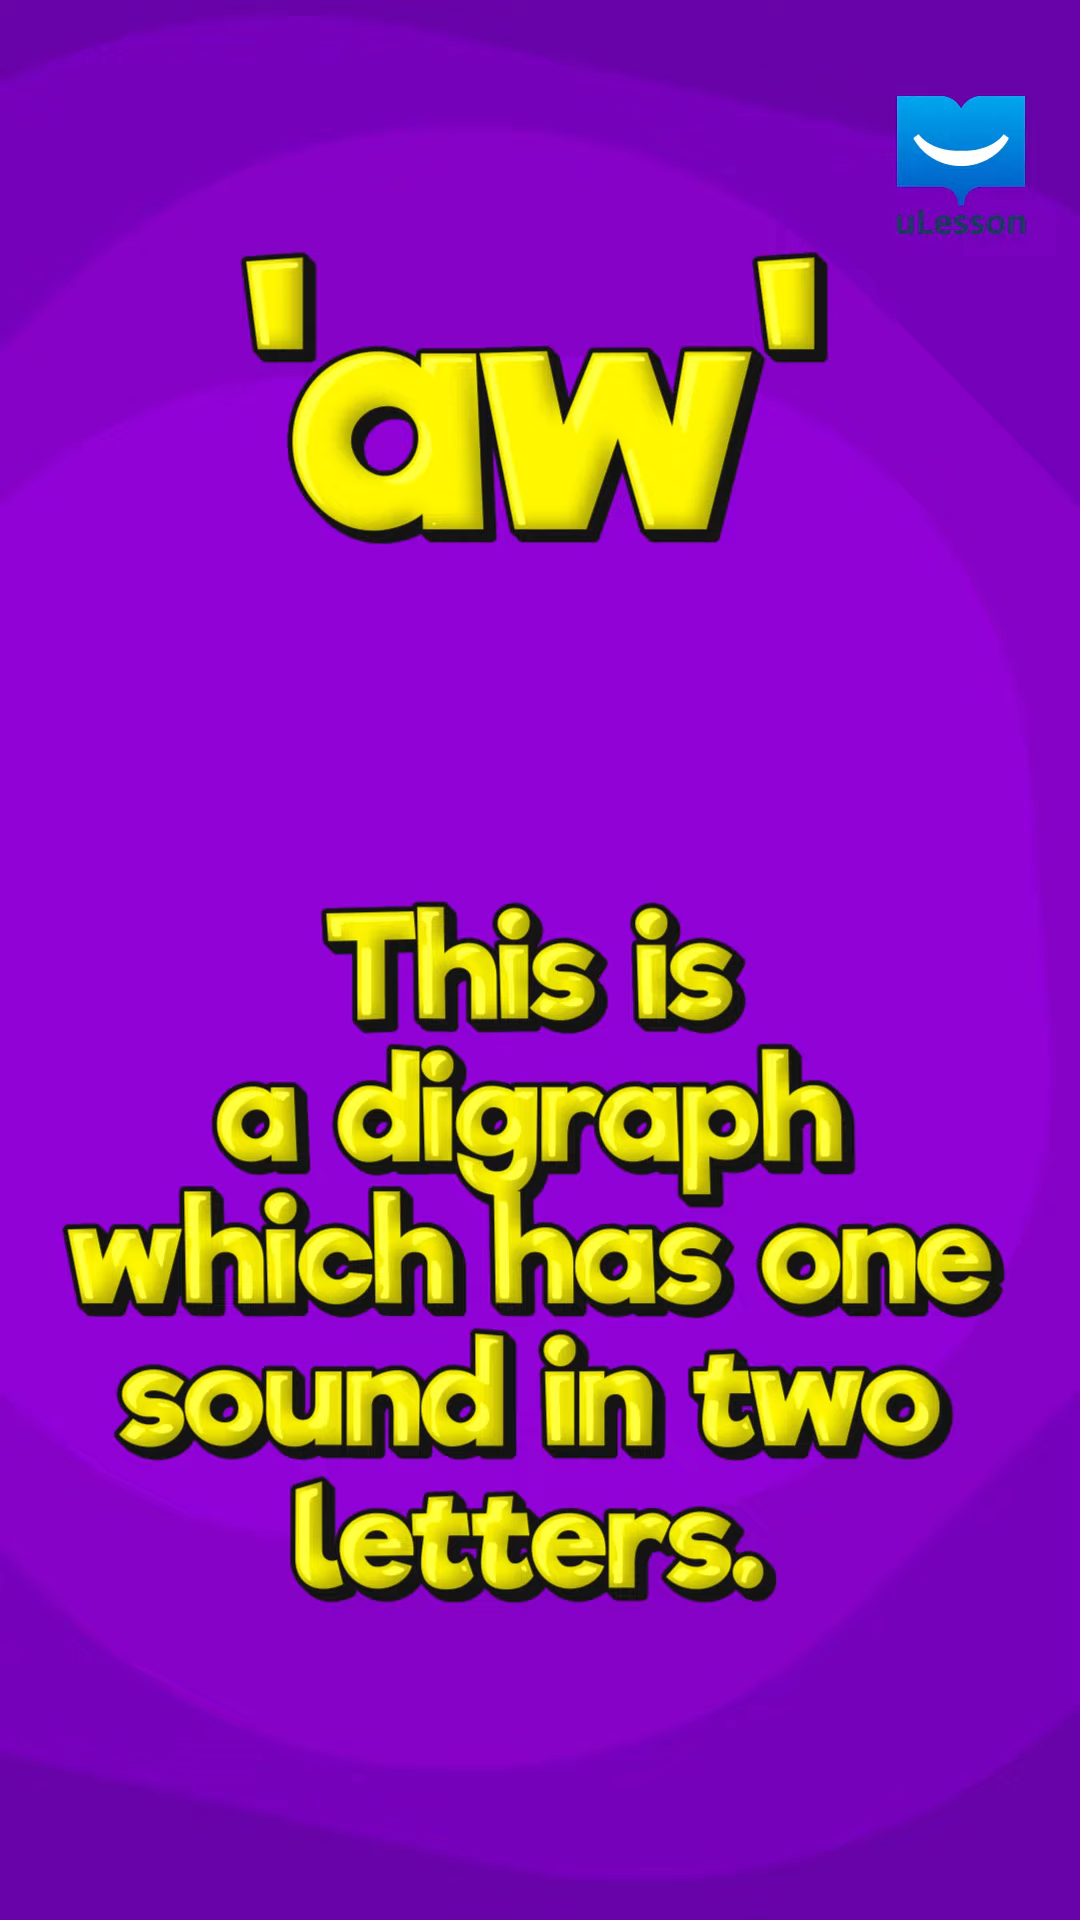 uLesson
'aw'
This is
a digraph
which has one
sound in two
letters.